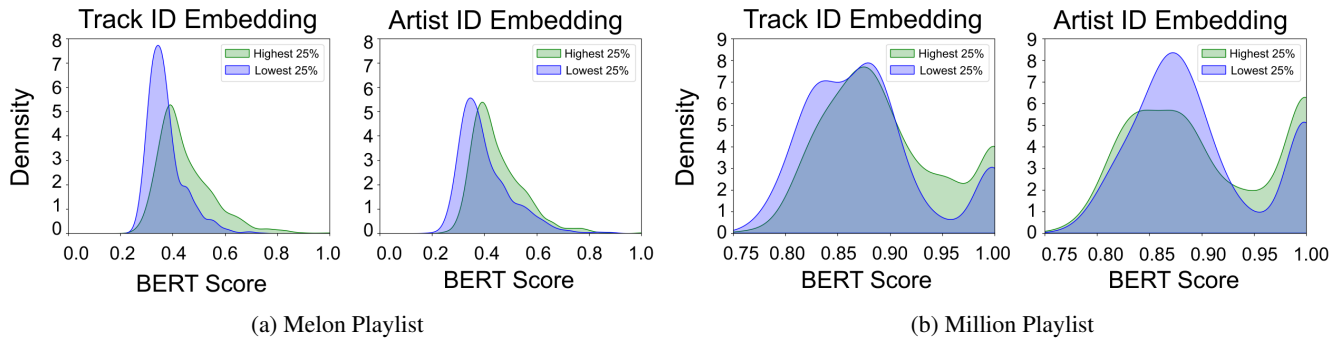 Track ID Embedding
8
7
6
5
4
3
2
1
0
Dennsity
0.0 0.2 0.4 0.6 0.8 1.0
BERT Score
Highest 25%
Lowest 25%
Artist ID Embedding
8
7
6
5
4
3
2
1
0
0.0 0.2 0.4 0.6 0.8 1.0
BERT Score
Highest 25%
Lowest 25%
(a) Melon Playlist
Track ID Embedding
9
8
7
6
5
4
3
2
1
0
Density
0.75 0.80 0.85 0.90 0.95 1.00
BERT Score
Highest 25%
Lowest 25%
Artist ID Embedding
9
8
7
6
5
4
3
2
1
0
0.75 0.80 0.85 0.90 0.95 1.00
BERT Score
Highest 25%
Lowest 25%
(b) Million Playlist